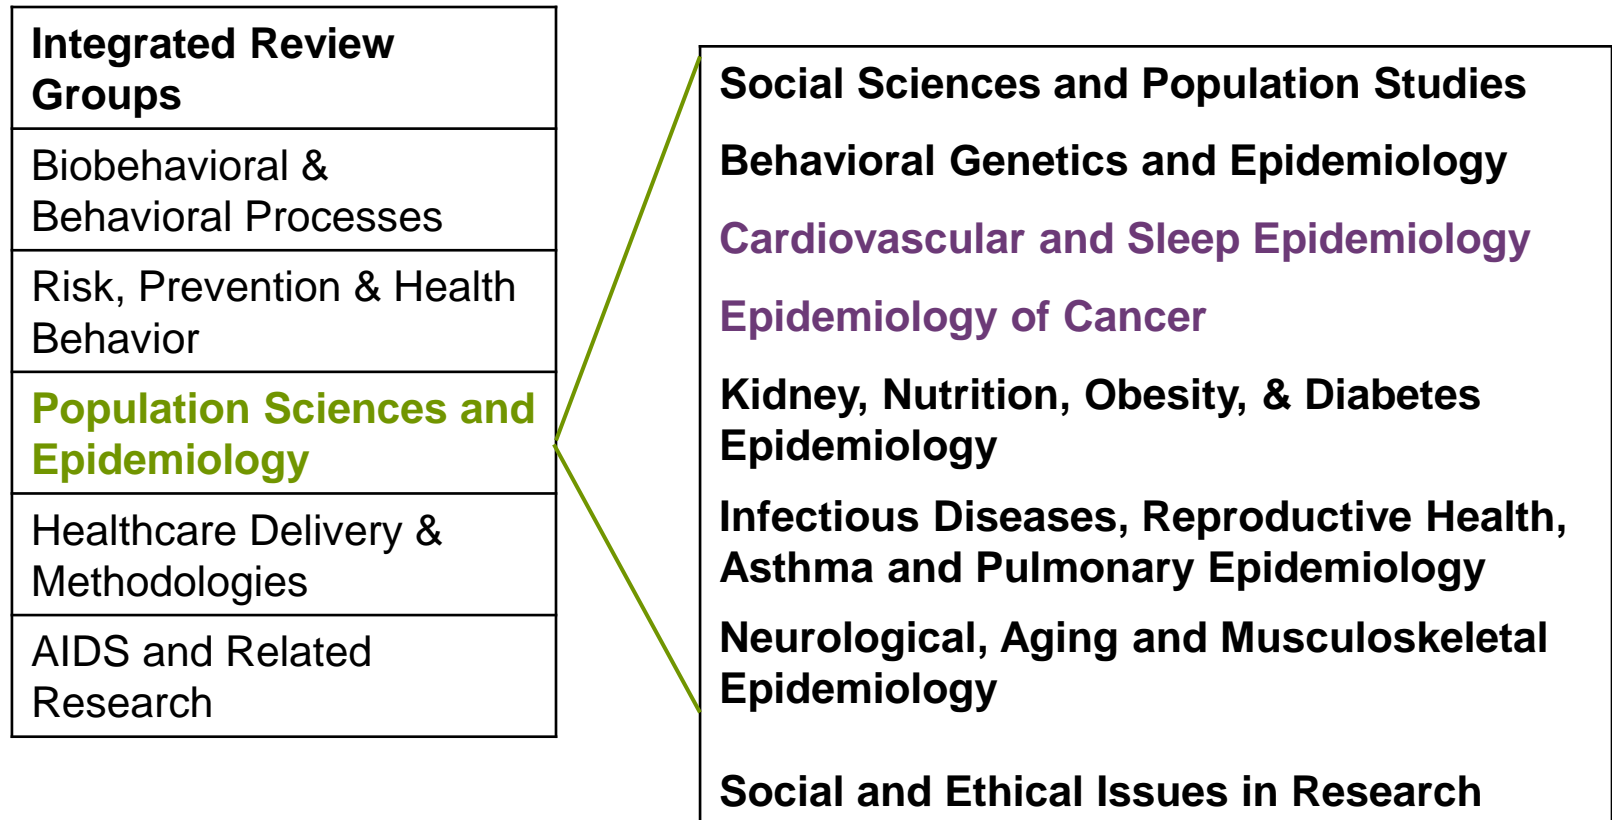 Integrated Review
Groups
Biobehavioral &
Behavioral Processes
Risk, Prevention & Health
Behavior
Population Sciences and
Epidemiology
Healthcare Delivery &
Methodologies
AIDS and Related
Research
Social Sciences and Population Studies
Behavioral Genetics and Epidemiology
Cardiovascular and Sleep Epidemiology
Epidemiology of Cancer
Kidney, Nutrition, Obesity, & Diabetes
Epidemiology
Infectious Diseases, Reproductive Health,
Asthma and Pulmonary Epidemiology
Neurological, Aging and Musculoskeletal
Epidemiology
Social and Ethical Issues in Research